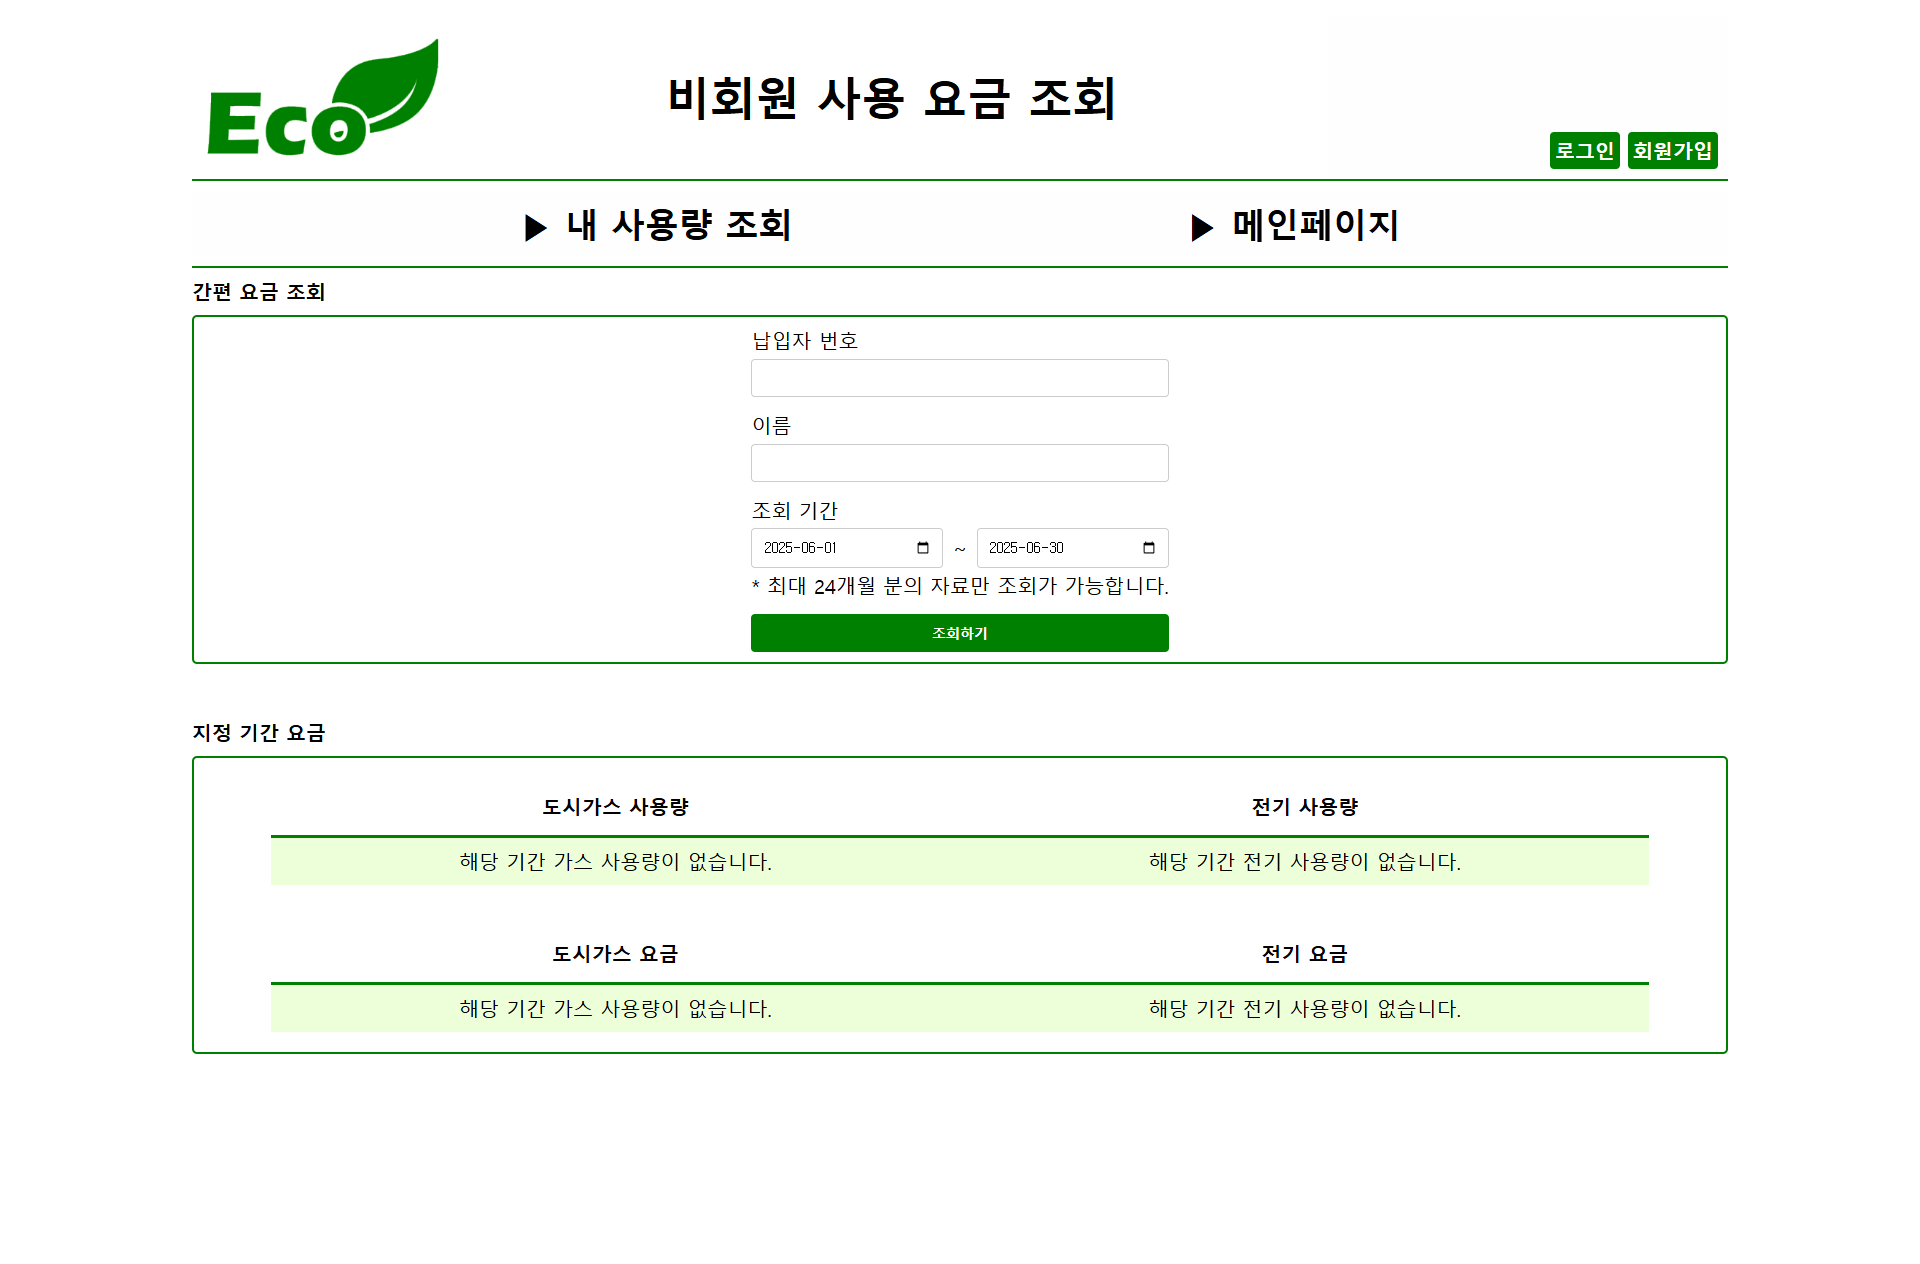 Eco
비회원 사용 요금 조회
로그인 회원가입
▶ 내 사용량 조회 ▶ 메인페이지
간편 요금 조회
납입자 번호
이름
조회 기간
2025-06-01 ~ 2025-06-30
* 최대 24개월 분의 자료만 조회가 가능합니다.
조회하기
지정 기간 요금
도시가스 사용량 전기 사용량
해당 기간 가스 사용량이 없습니다. 해당 기간 전기 사용량이 없습니다.
도시가스 요금 전기 요금
해당 기간 가스 사용량이 없습니다. 해당 기간 전기 사용량이 없습니다.